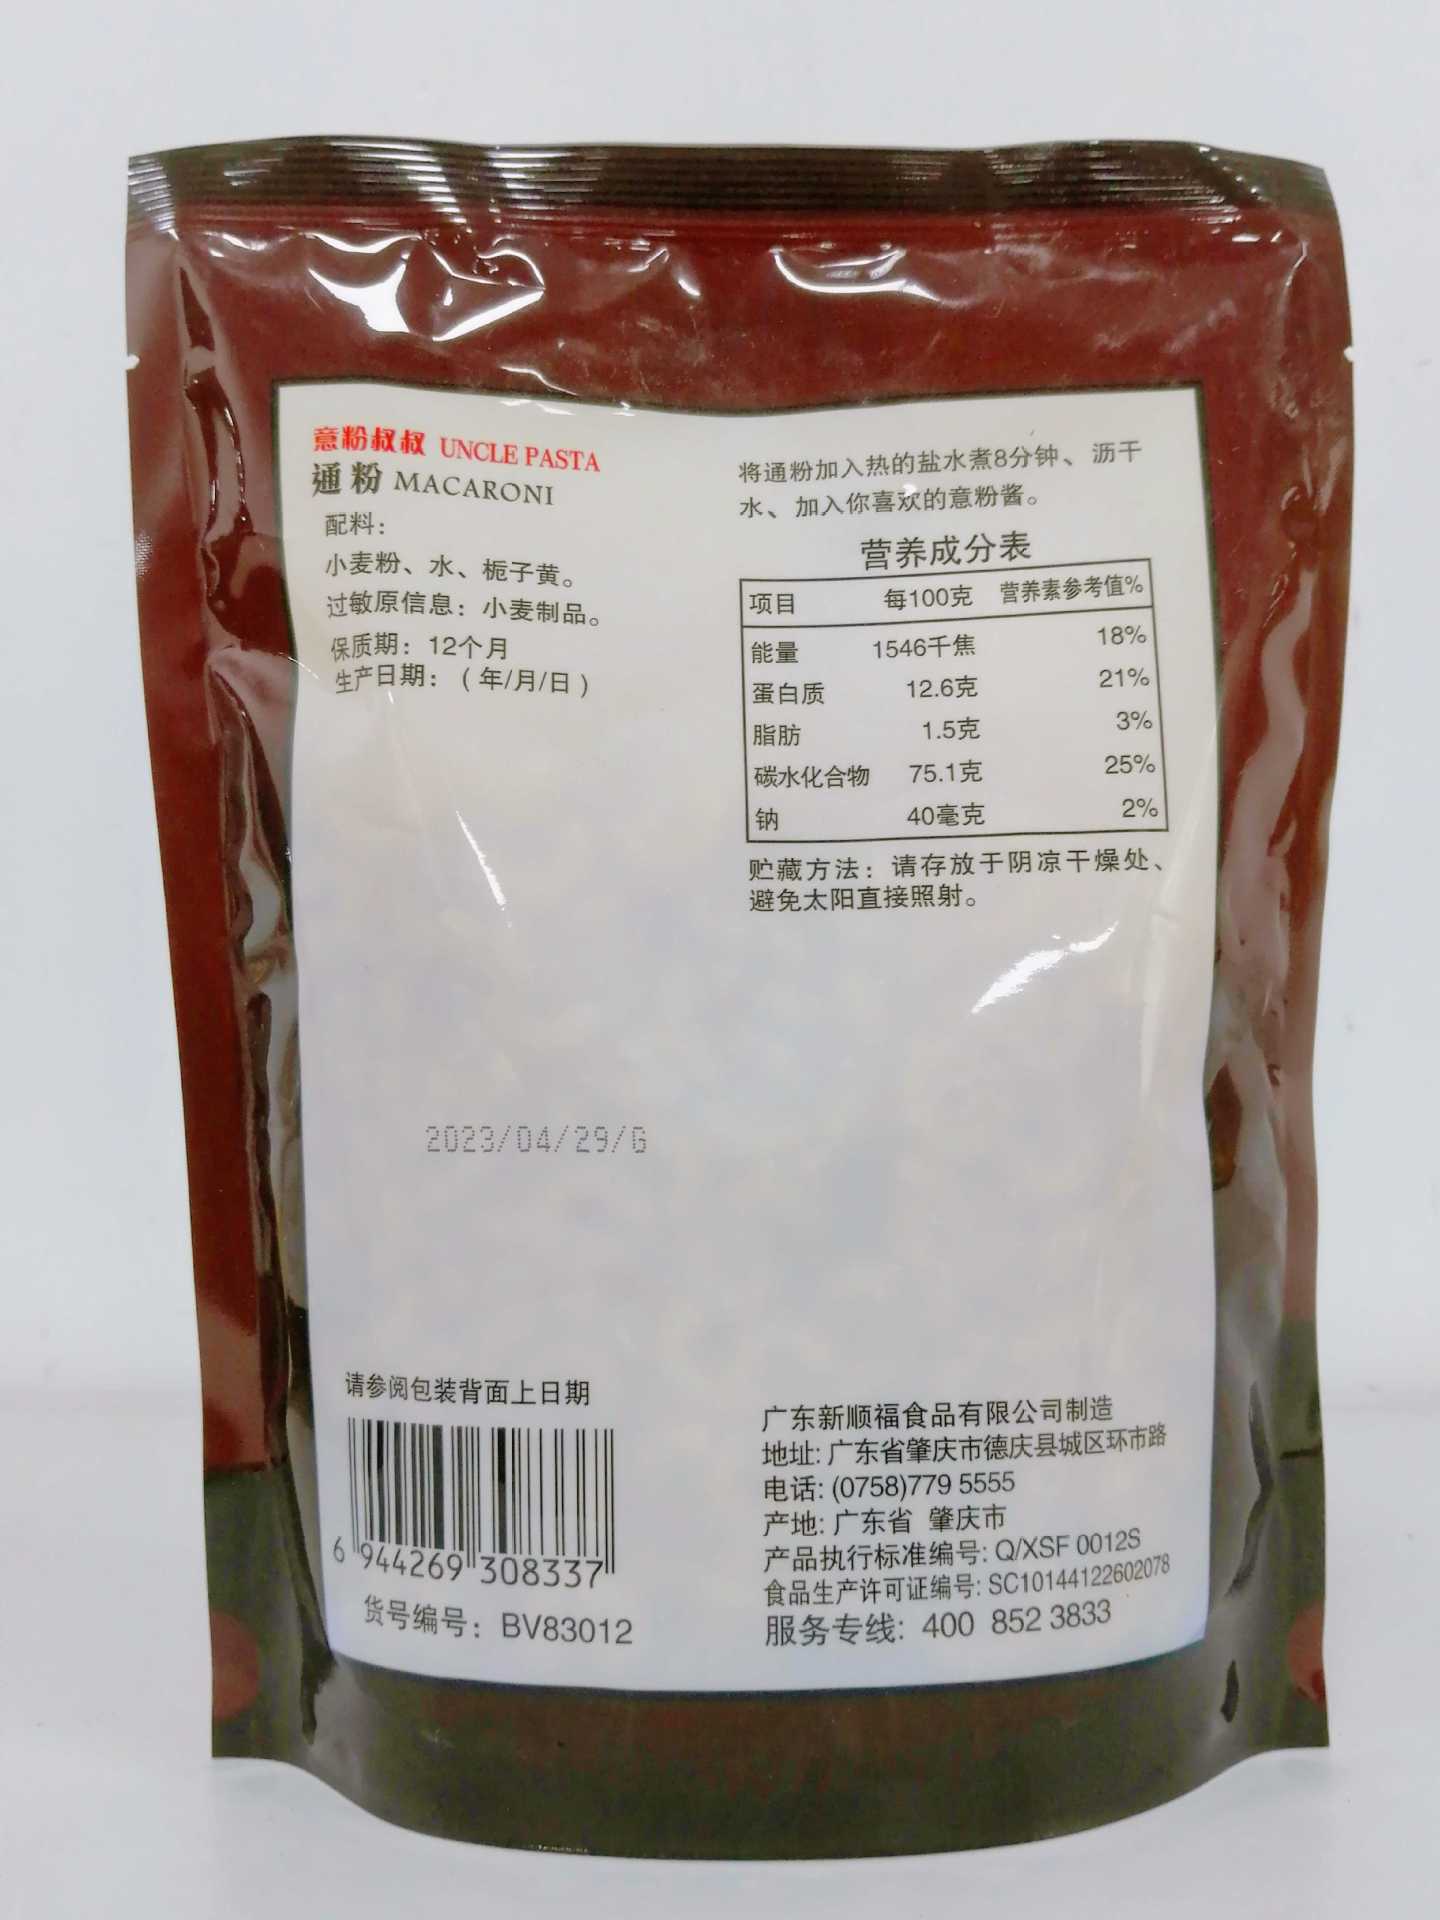 意粉叔叔 UNCLE PASTA
通粉 MACARONI
配料：
小麦粉、水、栀子黄。
过敏原信息：小麦制品。
保质期：12个月
生产日期：（年/月/日）
将通粉加入热的盐水煮8分钟、沥干
水、加入你喜欢的意粉酱。
营养成分表
项目 每100克 营养素参考值%
能量 1546千焦 18%
蛋白质 12.6克 21%
脂肪 1.5克 3%
碳水化合物 75.1克 25%
钠 40毫克 2%
贮藏方法：请存放于阴凉干燥处、
避免太阳直接照射。
2023/04/29/G
请参阅包装背面上日期
6 944269 308337
货号编号：BV83012
广东新顺福食品有限公司制造
地址: 广东省肇庆市德庆县城区环市路
电话: (0758)779 5555
产地: 广东省 肇庆市
产品执行标准编号: Q/XSF 0012S
食品生产许可证编号: SC10144122602078
服务专线: 400 852 3833